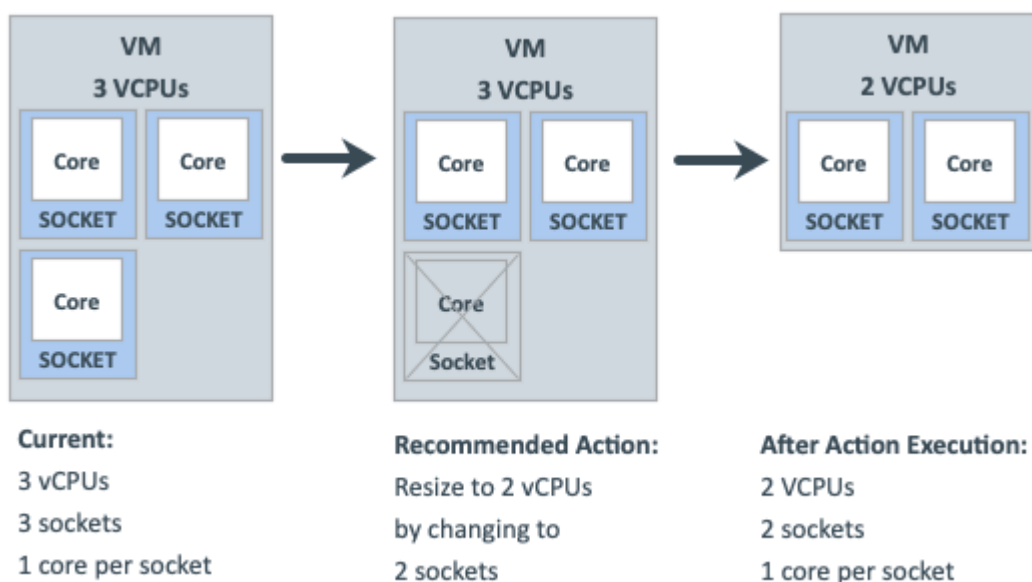 VM
3 VCPUs
Core
Core
SOCKET
SOCKET
Core
SOCKET
VM
3 VCPUs
Core
Core
SOCKET
SOCKET
Core
Socket
VM
2 VCPUs
Core
Core
SOCKET
SOCKET
Current:
3 vCPUs
3 sockets
1 core per socket
Recommended Action:
Resize to 2 vCPUs
by changing to
2 sockets
After Action Execution:
2 VCPUs
2 sockets
1 core per socket